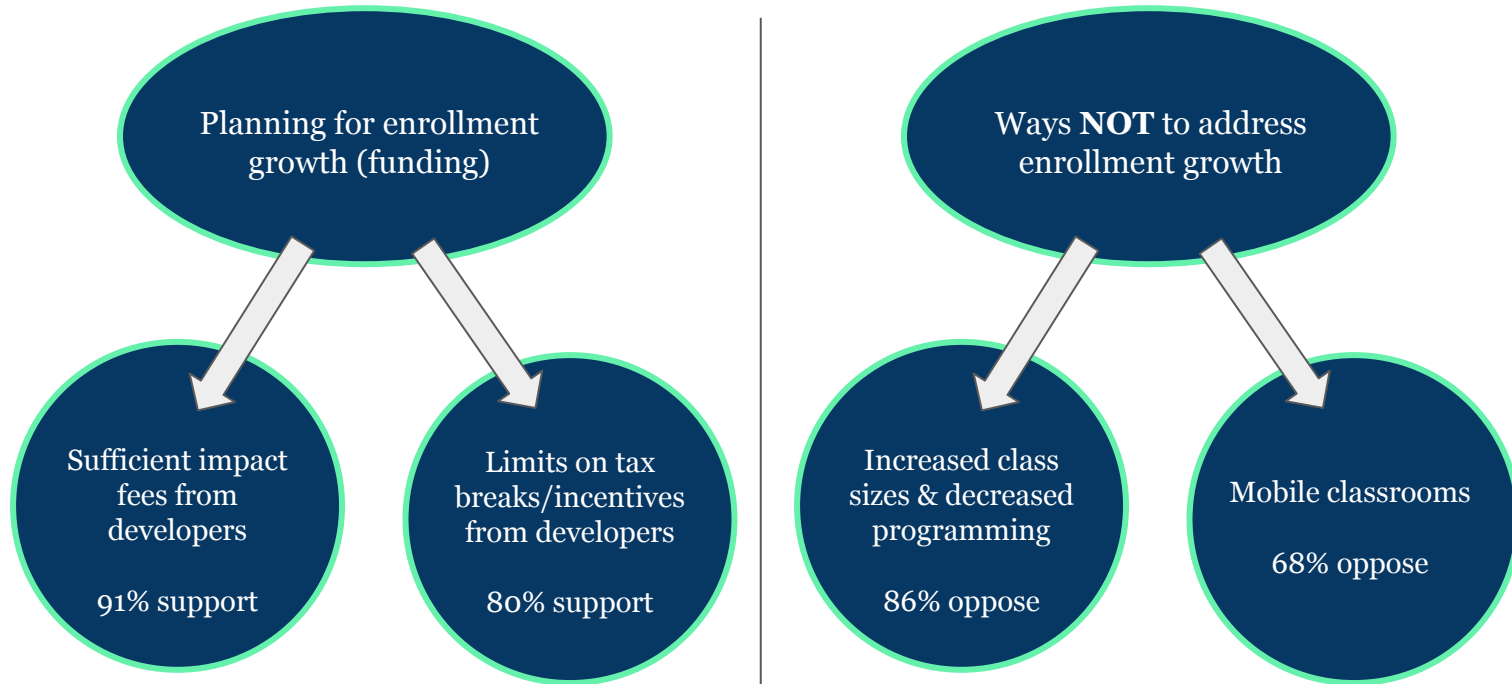 Planning for enrollment
growth (funding)
Sufficient impact
fees from
developers
91% support
Limits on tax
breaks/incentives
from developers
80% support
Ways NOT to address
enrollment growth
Increased class
sizes & decreased
programming
86% oppose
Mobile classrooms
68% oppose